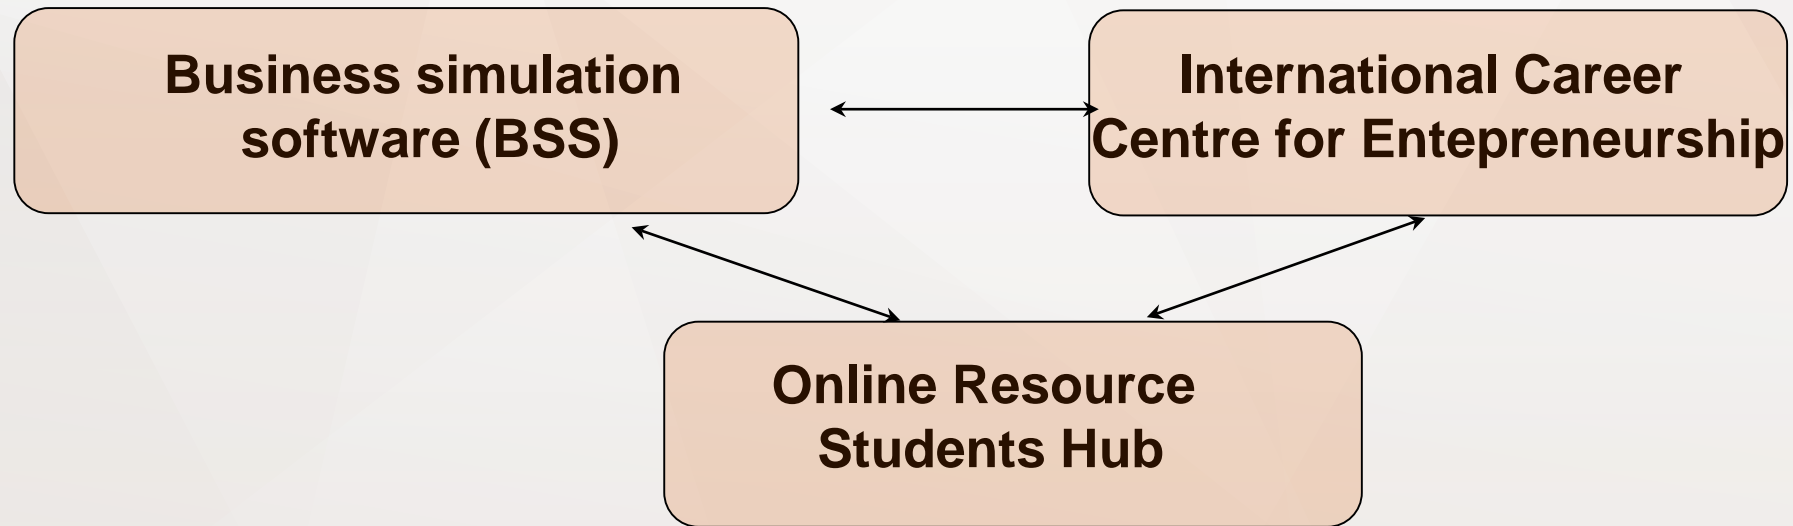 Business simulation
software (BSS)
International Career
Centre for Entepreneurship
Online Resource
Students Hub